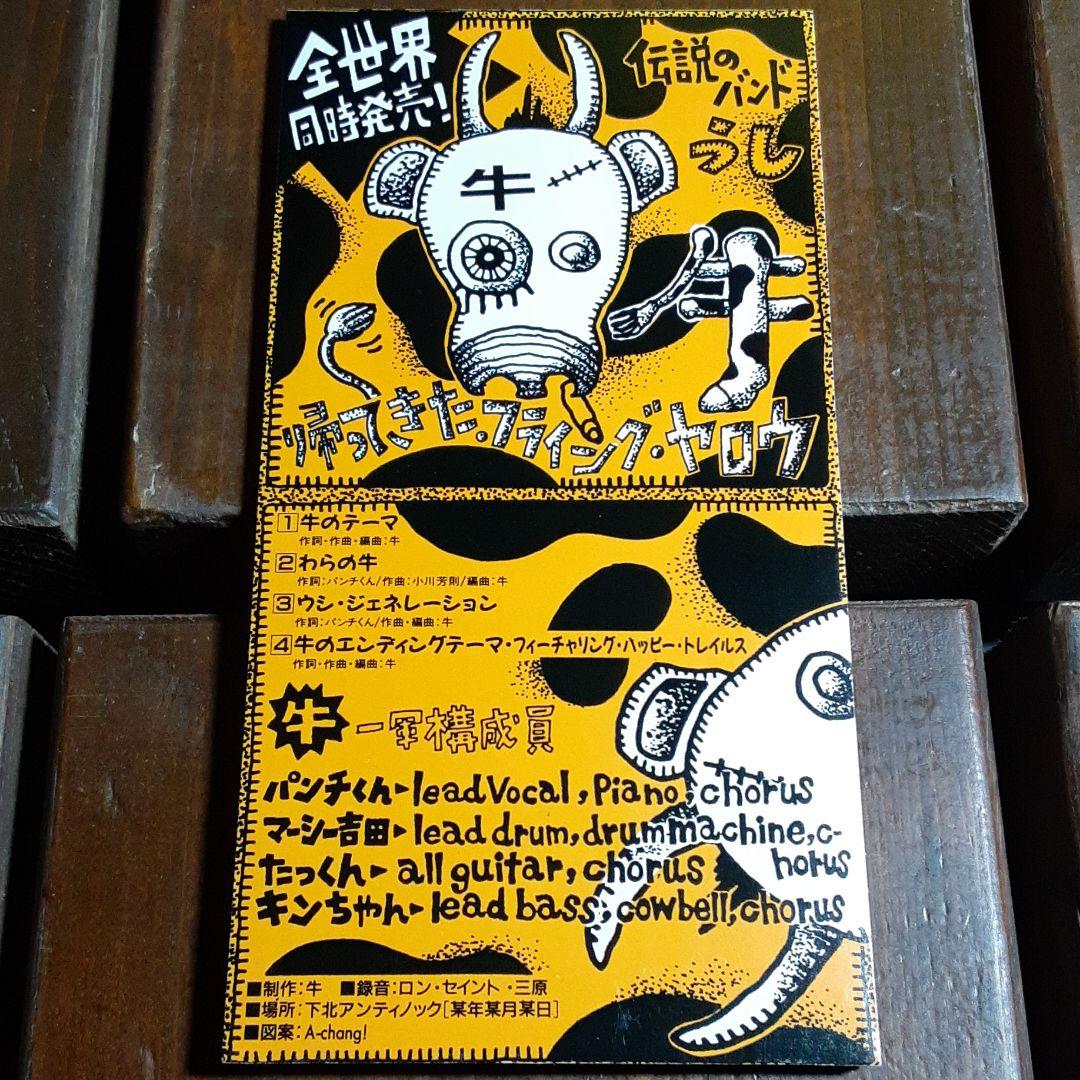 全世界
同時発売!
伝説の
バンド
うし
牛
牛
帰ってきた。フライング・ヤロウ
1 牛のテーマ
作詞・作曲・編曲:牛
2 わらの牛
作詞:パンチくん/作曲:小川芳則/編曲:牛
3 ウシ・ジェネレーション
作詞:パンチくん/作曲・編曲:牛
4 牛のエンディングテーマ・フィーチャリング・ハッピー・トレイルス
作詞・作曲・編曲:牛
牛 一軍構成員
パンチくん▸lead Vocal, Piano, chorus
マーシー吉田▸lead drum, drummachine, c-
horus
たっくん▸all guitar, chorus
キンちゃん▸lead bass, cowbell, chorus
■制作:牛 ■録音:ロン・セイント・三原
■場所:下北アンティノック[某年某月某日]
■図案:A-chang!